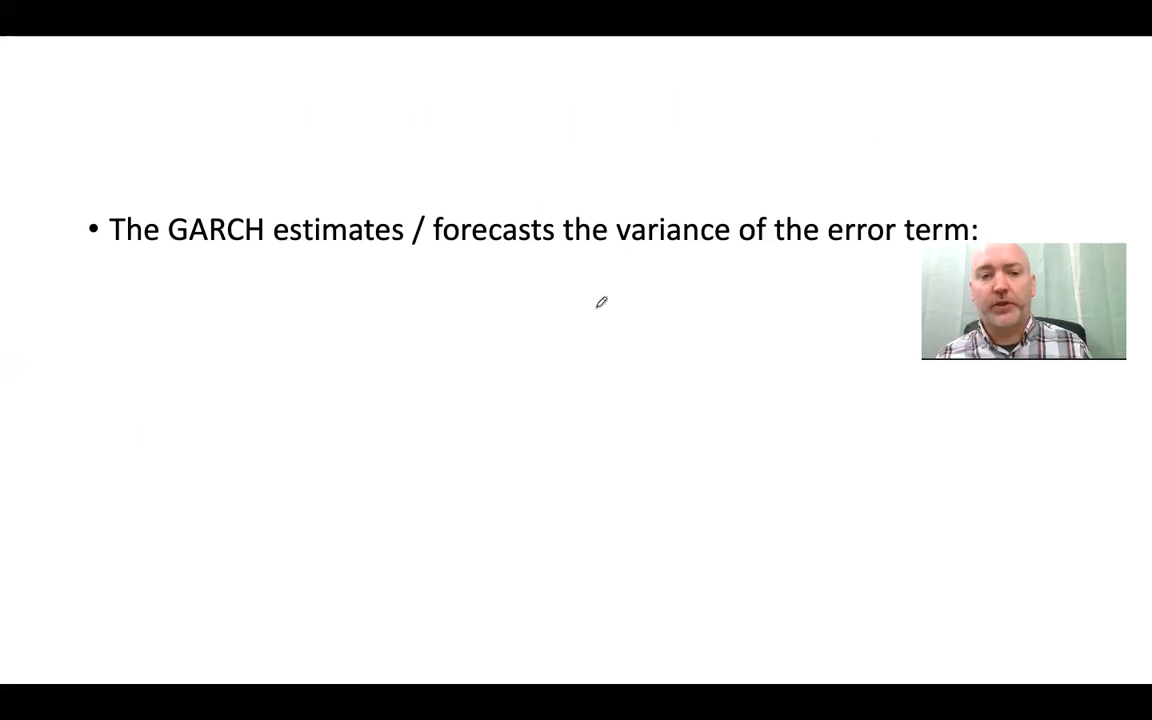 • The GARCH estimates / forecasts the variance of the error term: